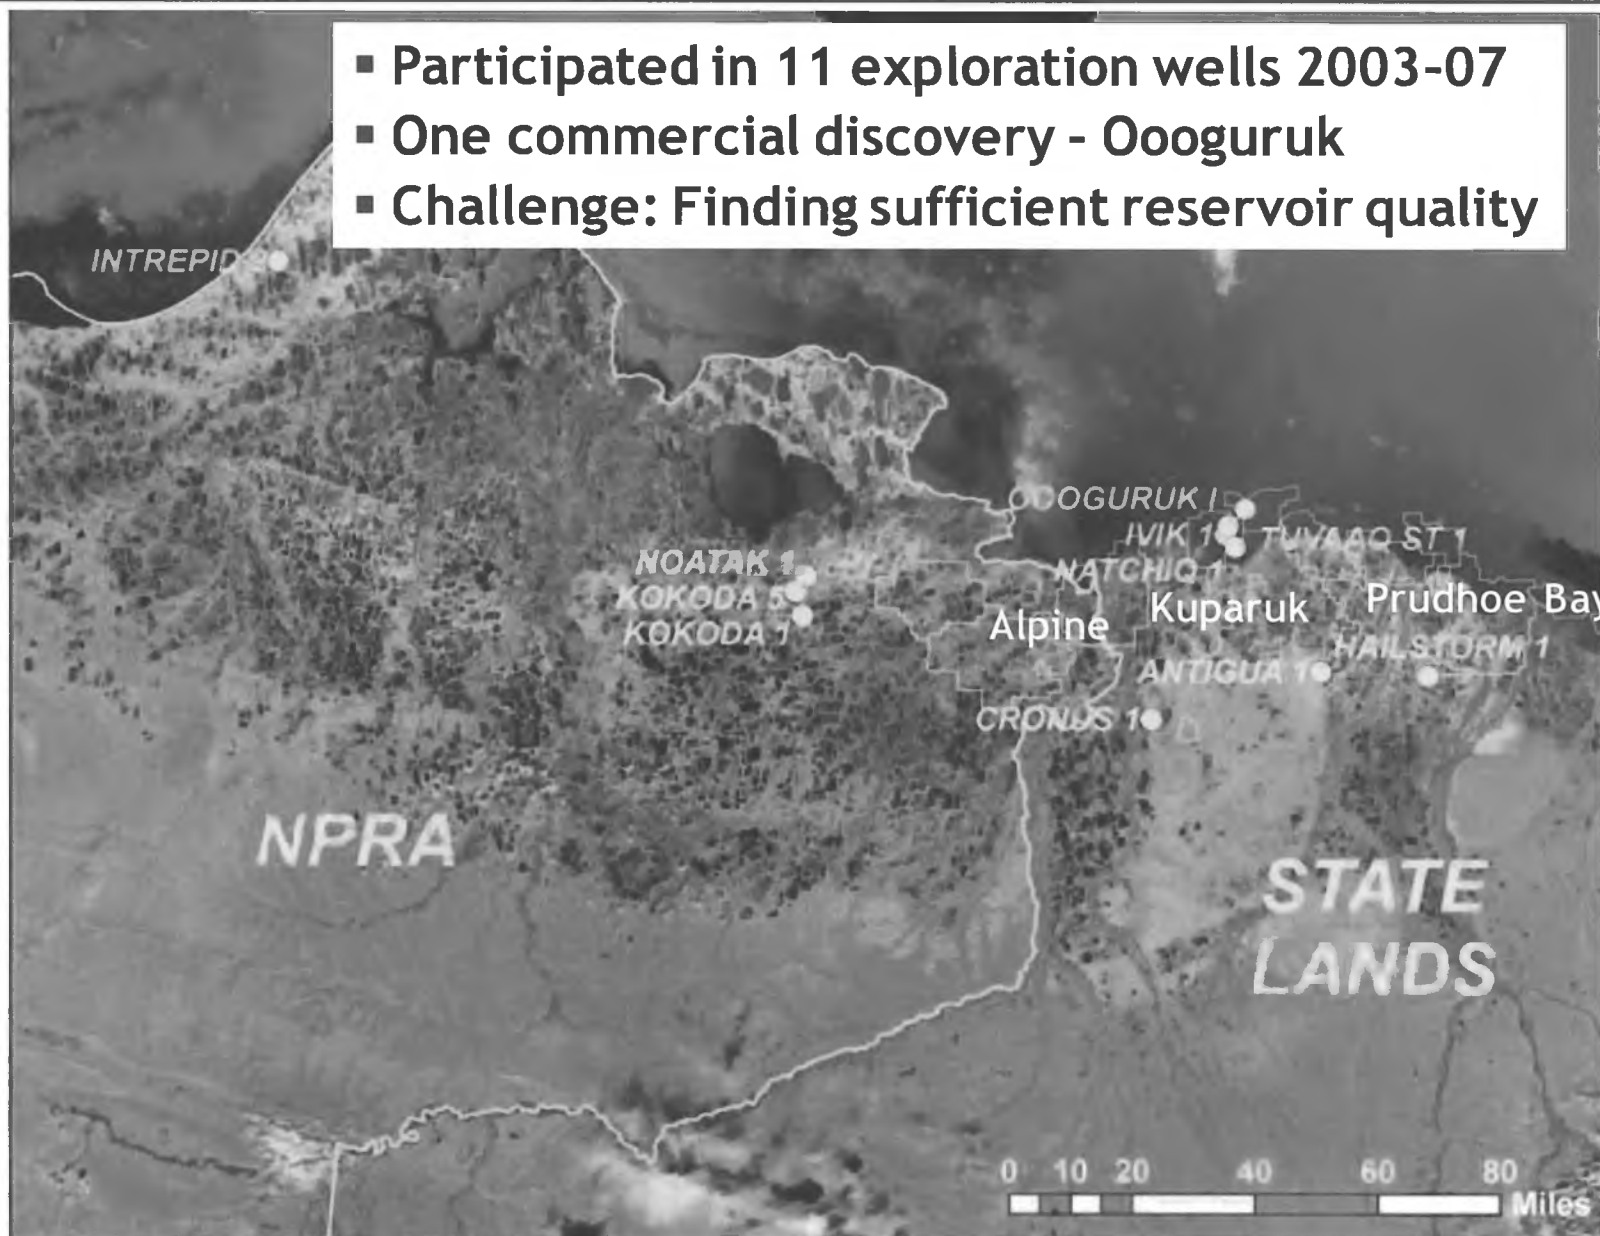 ▪ Participated in 11 exploration wells 2003-07
▪ One commercial discovery - Oooguruk
▪ Challenge: Finding sufficient reservoir quality
INTREPID 2
OOOGURUK I
IVIK 1
TUVAAQ ST 1
NATCHIQ 1
NOATAK 1
KOKODA 5
KOKODA 1
Alpine
Kuparuk
Prudhoe Bay
HAILSTORM 1
ANTIGUA 1
CRONUS 1
NPRA
STATE
LANDS
0 10 20 40 60 80
Miles